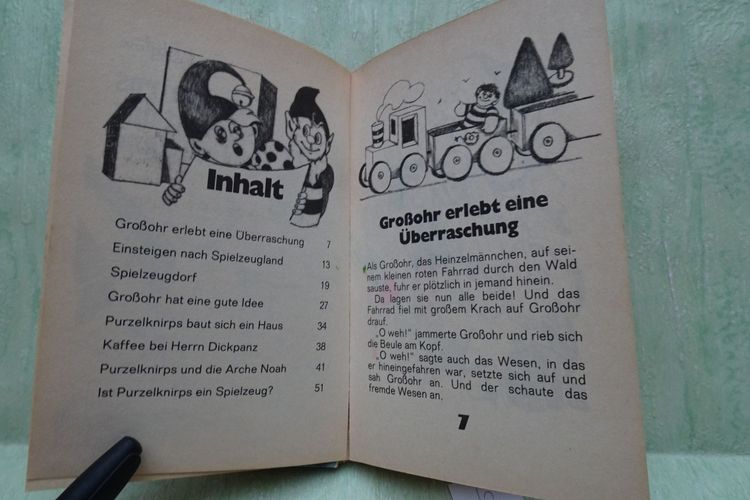 Inhalt
Großohr erlebt eine Überraschung 7
Einsteigen nach Spielzeugland 13
Spielzeugdorf 19
Großohr hat eine gute Idee 27
Purzelknirps baut sich ein Haus 34
Kaffee bei Herrn Dickpanz 38
Purzelknirps und die Arche Noah 41
Ist Purzelknirps ein Spielzeug? 51
Großohr erlebt eine
Überraschung
Als Großohr, das Heinzelmännchen, auf sei-
nem kleinen roten Fahrrad durch den Wald
sauste, fuhr er plötzlich in jemand hinein.
Da lagen sie nun alle beide! Und das
Fahrrad fiel mit großem Krach auf Großohr
drauf.
„O weh!" jammerte Großohr und rieb sich
die Beule am Kopf.
„O weh!" sagte auch das Wesen, in das
er hineingefahren war, setzte sich auf und
sah Großohr an. Und der schaute das
fremde Wesen an.
7